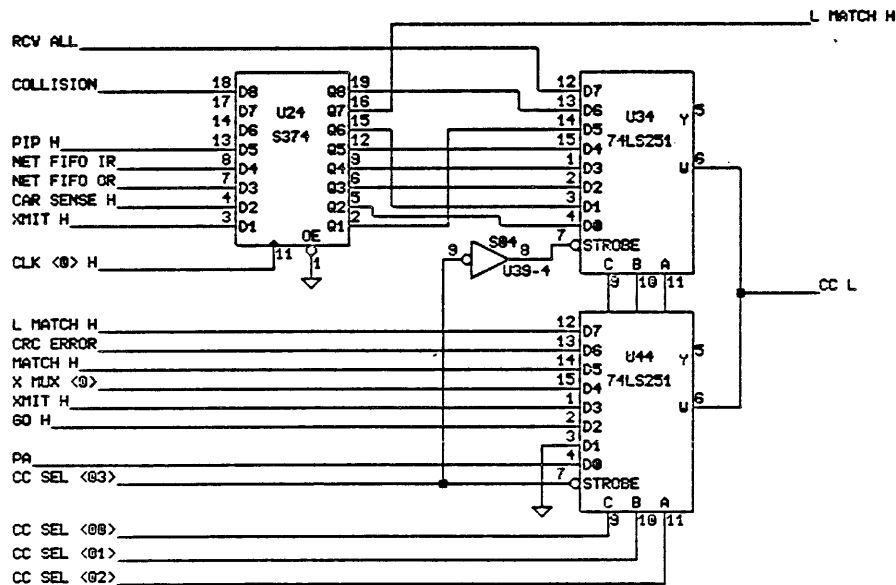 L MATCH H
RCV ALL
COLLISION
PIP H
NET FIFO IR
NET FIFO OR
CAR SENSE H
XMIT H
CLK <0> H
18 D8
17 D7
14 D6
13 D5
8 D4
7 D3
4 D2
3 D1
U24
S374
Q8 19
Q7 16
Q6 15
Q5 12
Q4 9
Q3 6
Q2 5
Q1 2
OE
11
1
12 D7
13 D6
14 D5
15 D4
1 D3
2 D2
3 D1
4 D0
7 STROBE
U34
74LS251
Y 5
W 6
C B A
9 10 11
9 S04 8
U39-4
CC L
L MATCH H
CRC ERROR
MATCH H
X MUX <0>
XMIT H
GO H
PA
CC SEL <03>
12 D7
13 D6
14 D5
15 D4
1 D3
2 D2
3 D1
4 D0
7 STROBE
U44
74LS251
Y 5
W 6
C B A
9 10 11
CC SEL <00>
CC SEL <01>
CC SEL <02>